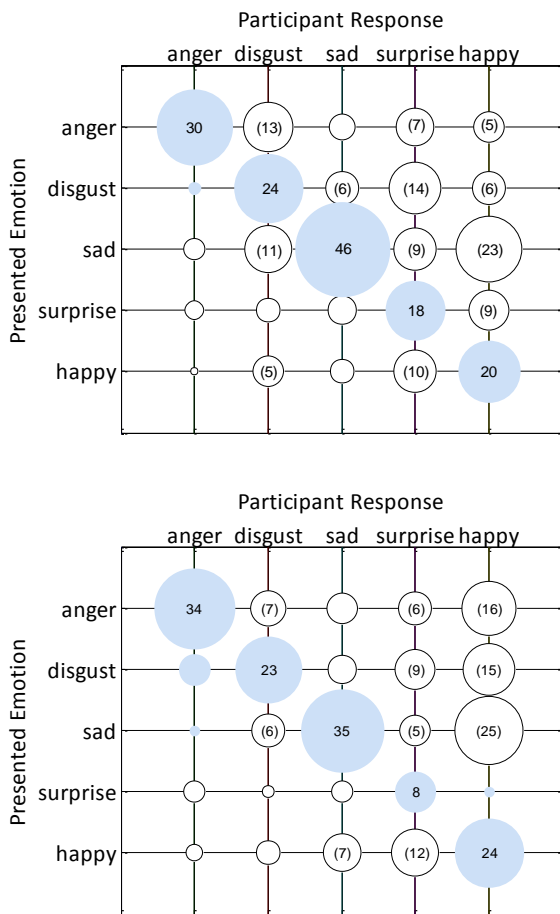 Participant Response
anger disgust sad surprise happy
Presented Emotion
anger 30 (13) (7) (5)
disgust 24 (6) (14) (6)
sad (11) 46 (9) (23)
surprise 18 (9)
happy (5) (10) 20
Participant Response
anger disgust sad surprise happy
Presented Emotion
anger 34 (7) (6) (16)
disgust 23 (9) (15)
sad (6) 35 (5) (25)
surprise 8
happy (7) (12) 24